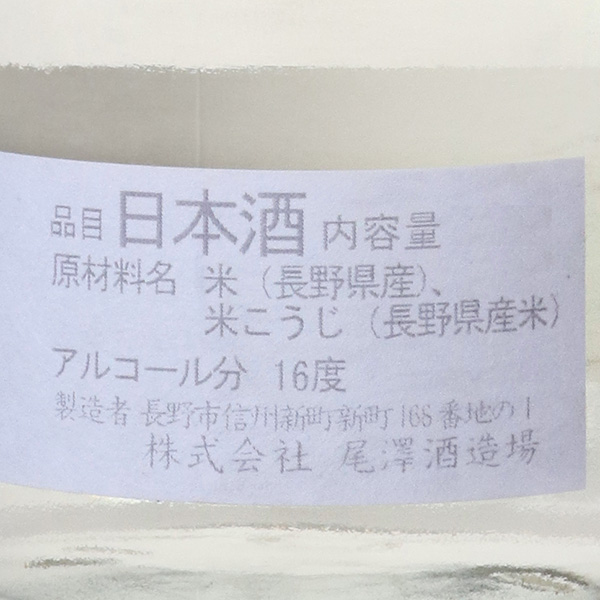 品目 日本酒 内容量
原材料名 米（長野県産）、
米こうじ（長野県産米）
アルコール分 16度
製造者 長野市信州新町新町168番地の1
株式会社 尾澤酒造場